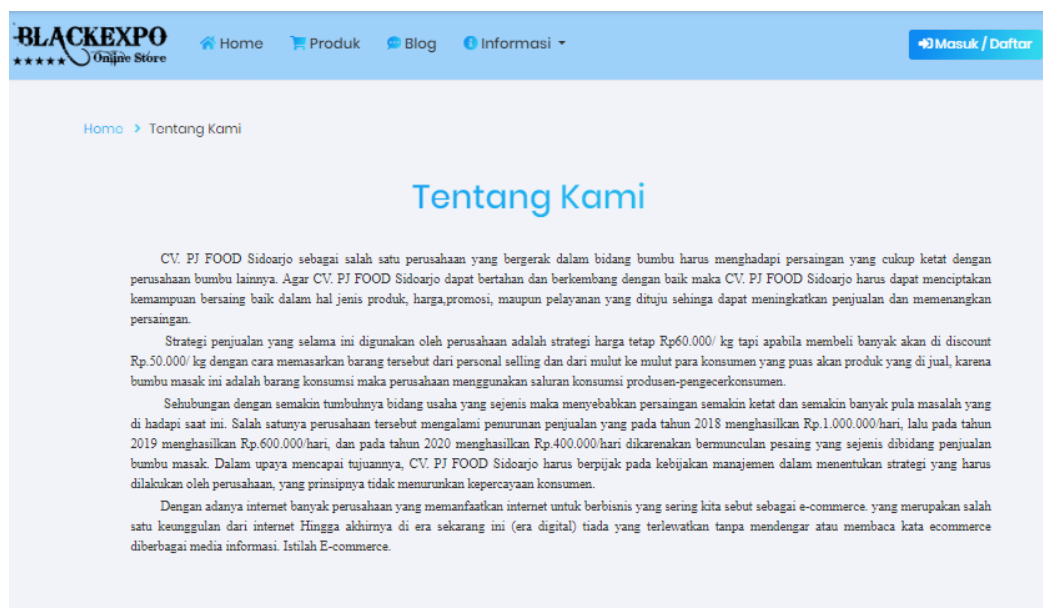 BLACKEXPO
Online Store
Home Produk Blog Informasi
Masuk / Daftar
Home > Tentang Kami
Tentang Kami
CV. PJ FOOD Sidoarjo sebagai salah satu perusahaan yang bergerak dalam bidang bumbu harus menghadapi persaingan yang cukup ketat dengan
perusahaan bumbu lainnya. Agar CV. PJ FOOD Sidoarjo dapat bertahan dan berkembang dengan baik maka CV. PJ FOOD Sidoarjo harus dapat menciptakan
kemampuan bersaing baik dalam hal jenis produk, harga,promosi, maupun pelayanan yang dituju sehinga dapat meningkatkan penjualan dan memenangkan
persaingan.
Strategi penjualan yang selama ini digunakan oleh perusahaan adalah strategi harga tetap Rp60.000/ kg tapi apabila membeli banyak akan di discount
Rp.50.000/ kg dengan cara memasarkan barang tersebut dari personal selling dan dari mulut ke mulut para konsumen yang puas akan produk yang di jual, karena
bumbu masak ini adalah barang konsumsi maka perusahaan menggunakan saluran konsumsi produsen-pengecerkonsumen.
Sehubungan dengan semakin tumbuhnya bidang usaha yang sejenis maka menyebabkan persaingan semakin ketat dan semakin banyak pula masalah yang
di hadapi saat ini. Salah satunya perusahaan tersebut mengalami penurunan penjualan yang pada tahun 2018 menghasilkan Rp.1.000.000/hari, lalu pada tahun
2019 menghasilkan Rp.600.000/hari, dan pada tahun 2020 menghasilkan Rp.400.000/hari dikarenakan bermunculan pesaing yang sejenis dibidang penjualan
bumbu masak. Dalam upaya mencapai tujuannya, CV. PJ FOOD Sidoarjo harus berpijak pada kebijakan manajemen dalam menentukan strategi yang harus
dilakukan oleh perusahaan, yang prinsipnya tidak menurunkan kepercayaan konsumen.
Dengan adanya internet banyak perusahaan yang memanfaatkan internet untuk berbisnis yang sering kita sebut sebagai e-commerce. yang merupakan salah
satu keunggulan dari internet Hingga akhirnya di era sekarang ini (era digital) tiada yang terlewatkan tanpa mendengar atau membaca kata ecommerce
diberbagai media informasi. Istilah E-commerce.